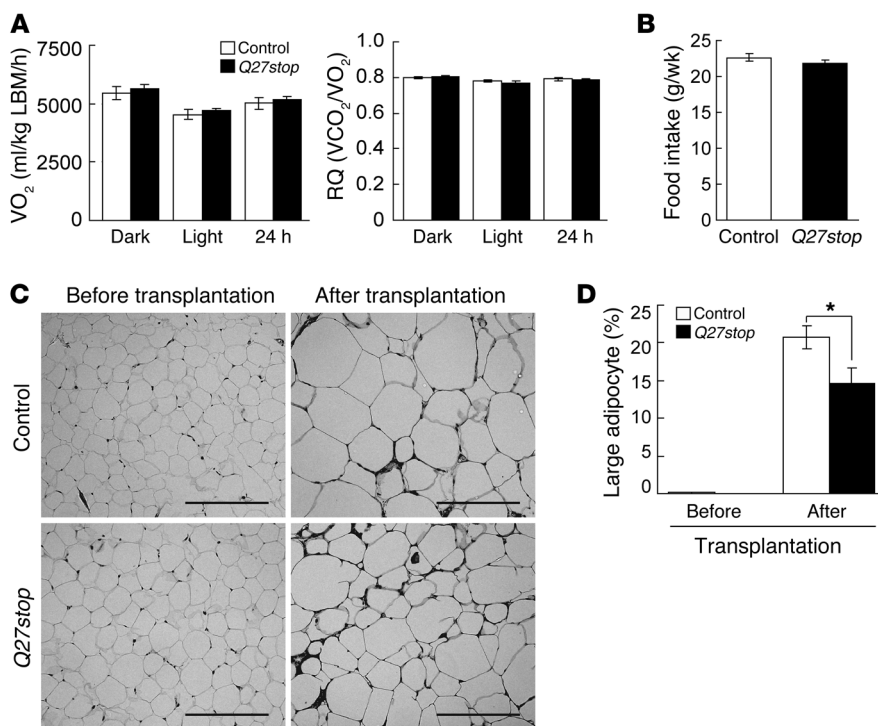 A
VO2 (ml/kg LBM/h)
7500
5000
2500
0
Control
Q27stop
Dark Light 24 h
RQ (VCO2/VO2)
1.0
0.8
0.6
0.4
0.2
0
Dark Light 24 h
B
Food intake (g/wk)
25
20
15
10
5
0
Control Q27stop
C
Before transplantation After transplantation
Control
Q27stop
D
Large adipocyte (%)
25
20
15
10
5
0
Control
Q27stop
*
Before After
Transplantation